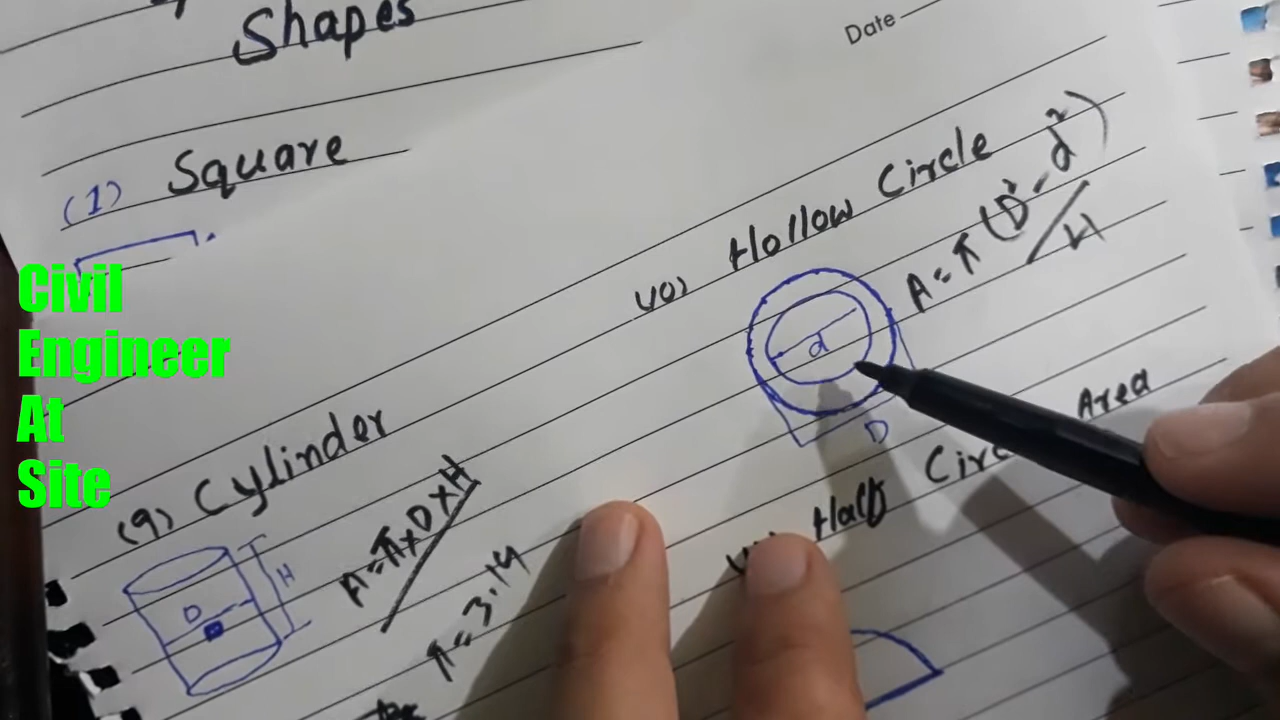 Shapes
Date
(1) Square
Civil
Engineer
At
Site
(10) Hollow Circle
A = π (D² - d²)
/4
d
D
(9) Cylinder
A = π x D x H
π = 3.14
D
H
Half Circ
Area